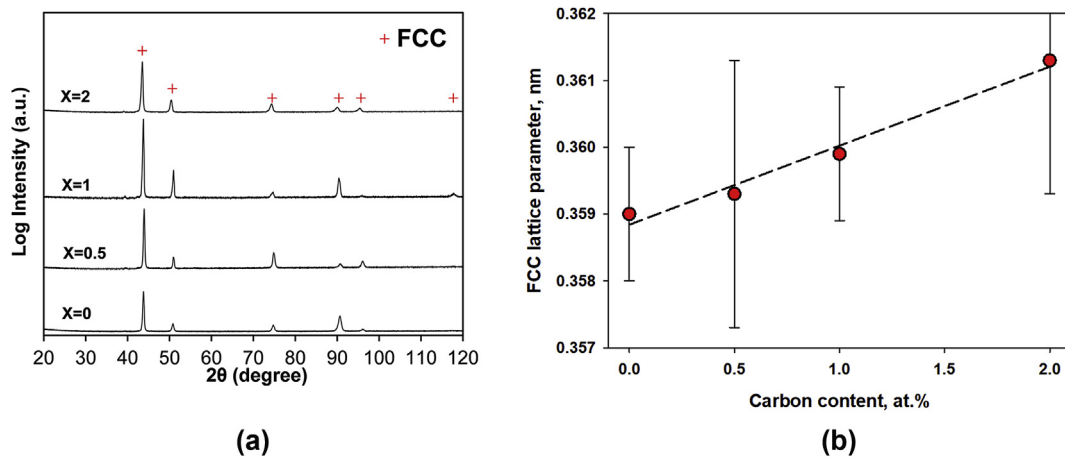 + FCC
X=2
X=1
X=0.5
X=0
Log Intensity (a.u.)
20 30 40 50 60 70 80 90 100 110 120
2θ (degree)
(a)
0.362
0.361
0.360
0.359
0.358
0.357
FCC lattice parameter, nm
0.0 0.5 1.0 1.5 2.0
Carbon content, at.%
(b)